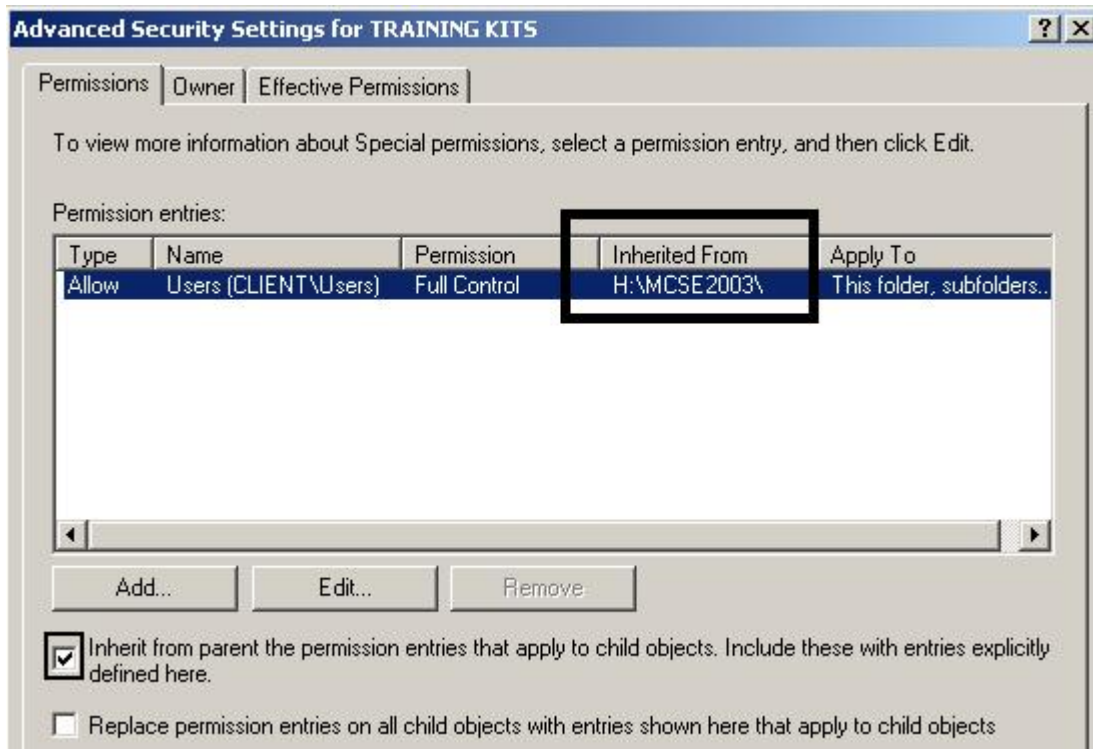 Advanced Security Settings for TRAINING KITS
Permissions Owner Effective Permissions
To view more information about Special permissions, select a permission entry, and then click Edit.
Permission entries:
Type Name Permission Inherited From Apply To
Allow Users (CLIENT\Users) Full Control H:\MCSE2003\ This folder, subfolders..
Add... Edit... Remove
Inherit from parent the permission entries that apply to child objects. Include these with entries explicitly
defined here.
Replace permission entries on all child objects with entries shown here that apply to child objects